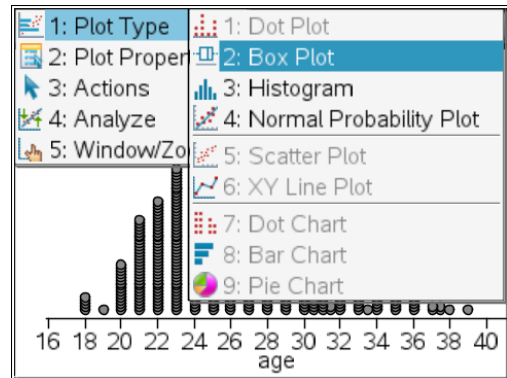 1: Plot Type
2: Plot Proper
3: Actions
4: Analyze
5: Window/Zo
1: Dot Plot
2: Box Plot
3: Histogram
4: Normal Probability Plot
5: Scatter Plot
6: XY Line Plot
7: Dot Chart
8: Bar Chart
9: Pie Chart
16 18 20 22 24 26 28 30 32 34 36 38 40
age